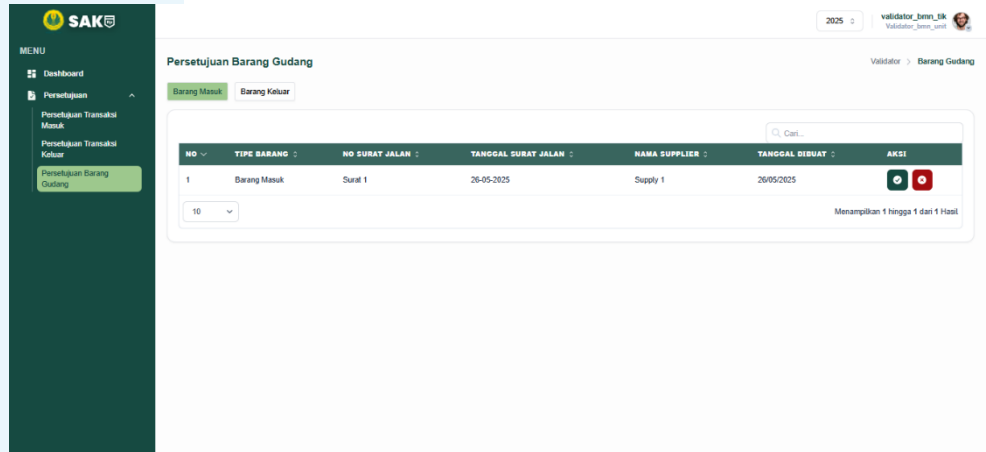 SAKTI
2025
validator_bmn_tik
Validator_bmn_unit
MENU
Dashboard
Persetujuan
Persetujuan Transaksi
Masuk
Persetujuan Transaksi
Keluar
Persetujuan Barang
Gudang
Persetujuan Barang Gudang
Validator > Barang Gudang
Barang Masuk Barang Keluar
Cari...
NO TIPE BARANG NO SURAT JALAN TANGGAL SURAT JALAN NAMA SUPPLIER TANGGAL DIBUAT AKSI
1 Barang Masuk Surat 1 26-05-2025 Supply 1 26/05/2025
10
Menampilkan 1 hingga 1 dari 1 Hasil